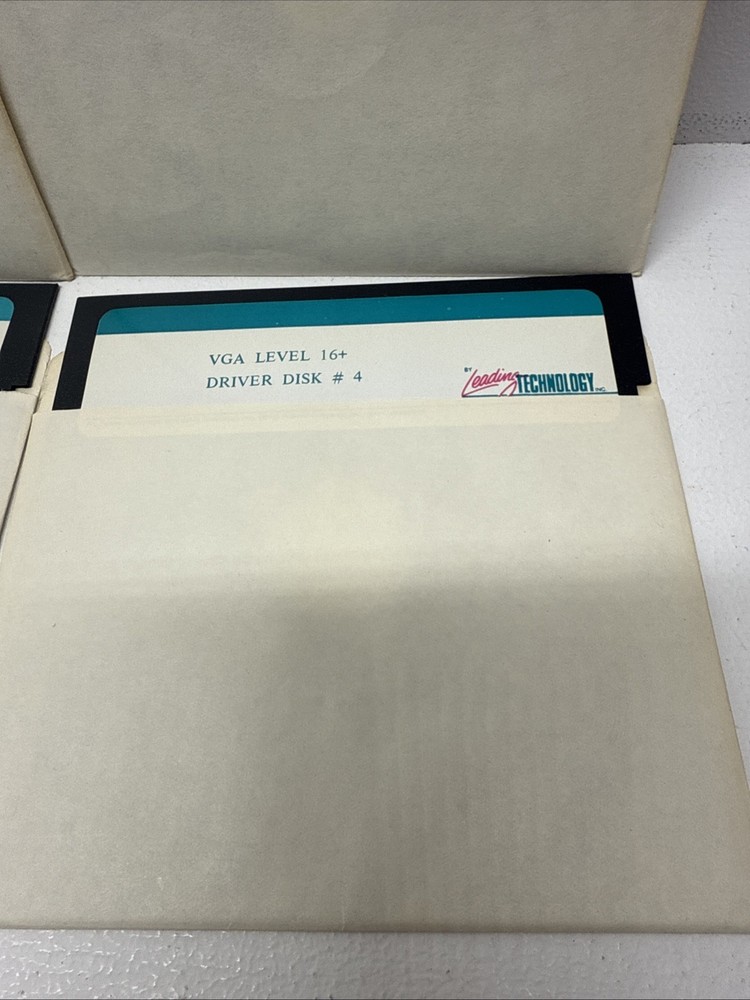 VGA LEVEL 16+
DRIVER DISK # 4
BY
Leading TECHNOLOGY INC.